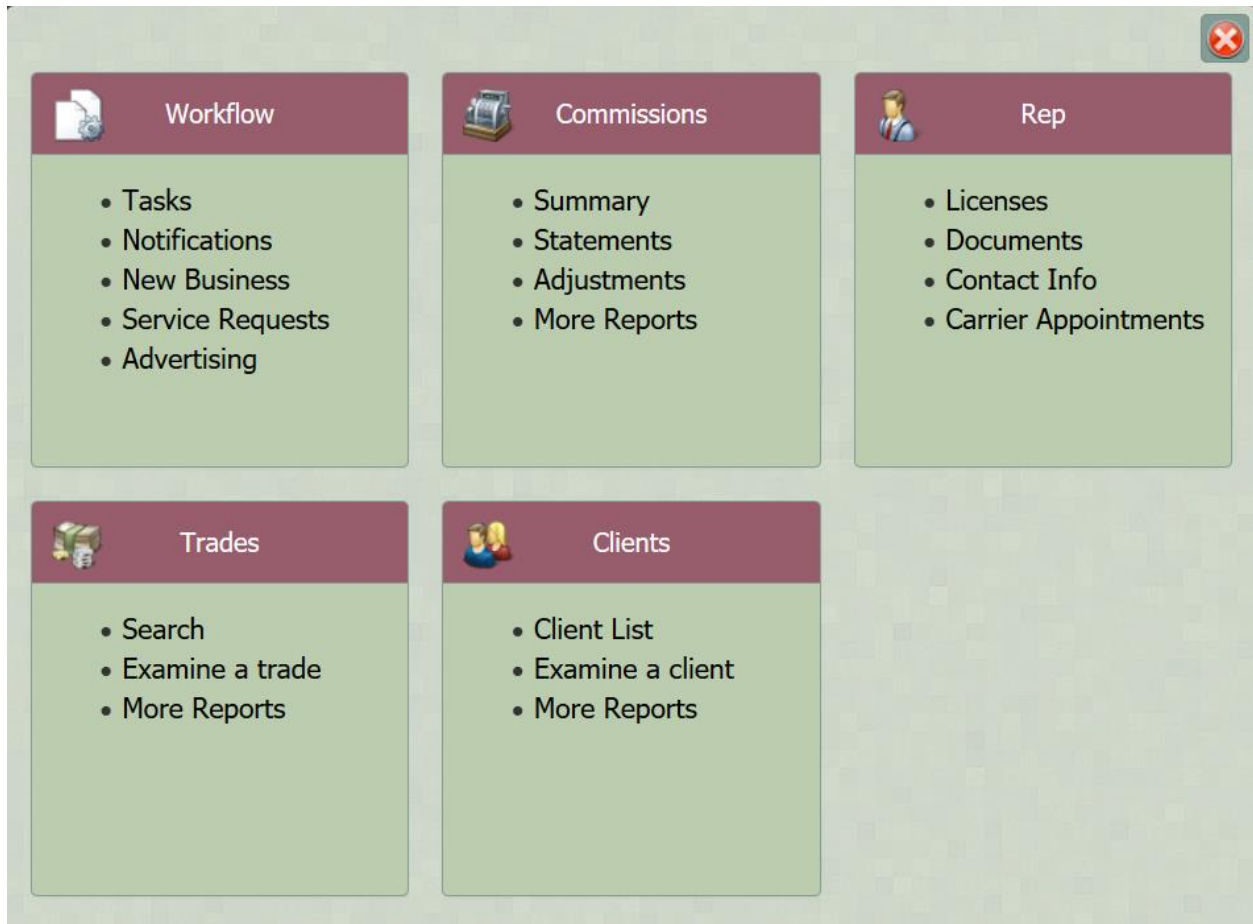 Workflow
• Tasks
• Notifications
• New Business
• Service Requests
• Advertising
Commissions
• Summary
• Statements
• Adjustments
• More Reports
Rep
• Licenses
• Documents
• Contact Info
• Carrier Appointments
Trades
• Search
• Examine a trade
• More Reports
Clients
• Client List
• Examine a client
• More Reports